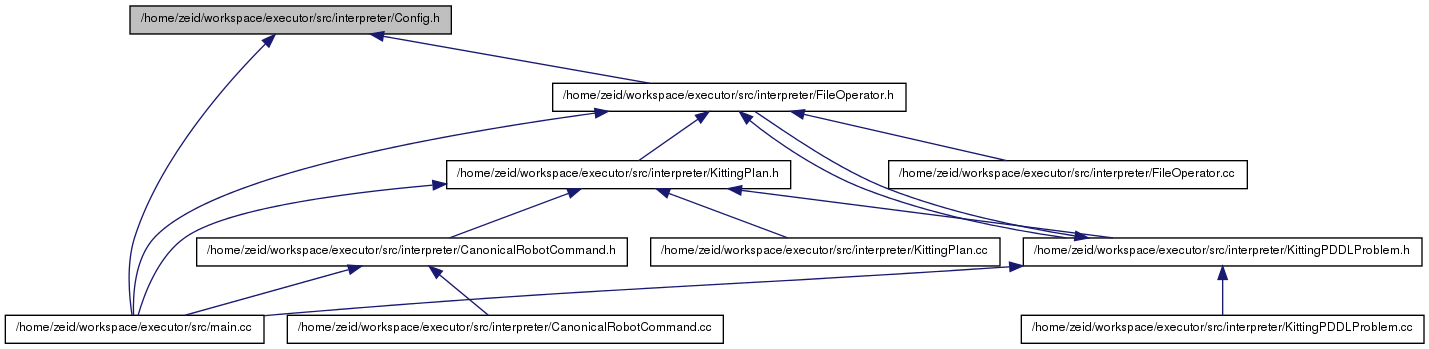 /home/zeid/workspace/executor/src/interpreter/Config.h
/home/zeid/workspace/executor/src/interpreter/FileOperator.h
/home/zeid/workspace/executor/src/interpreter/KittingPlan.h
/home/zeid/workspace/executor/src/interpreter/FileOperator.cc
/home/zeid/workspace/executor/src/interpreter/CanonicalRobotCommand.h
/home/zeid/workspace/executor/src/interpreter/KittingPlan.cc
/home/zeid/workspace/executor/src/interpreter/KittingPDDLProblem.h
/home/zeid/workspace/executor/src/main.cc
/home/zeid/workspace/executor/src/interpreter/CanonicalRobotCommand.cc
/home/zeid/workspace/executor/src/interpreter/KittingPDDLProblem.cc